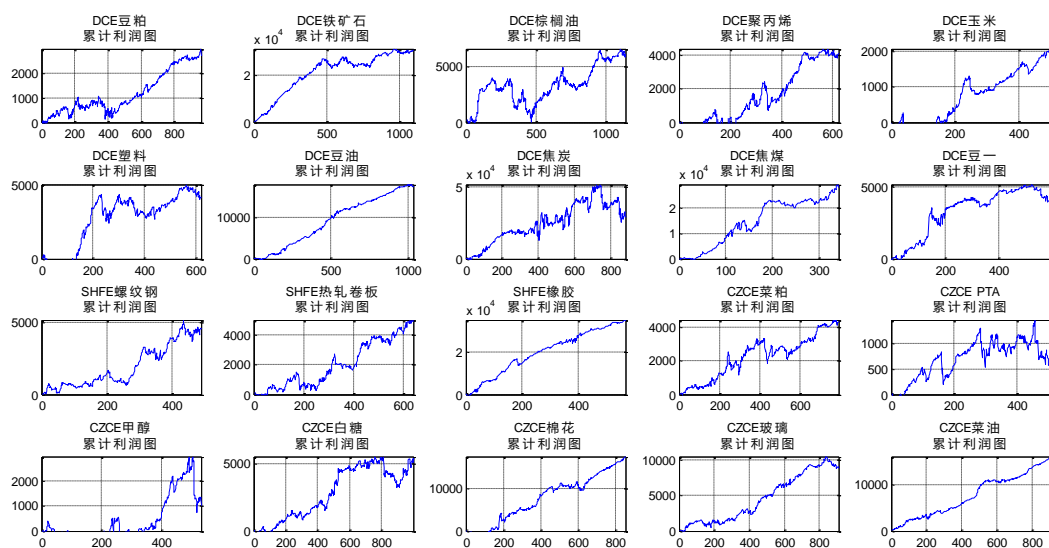 DCE豆粕
累计利润图
2000
1000
0
0 200 400 600 800
DCE铁矿石
累计利润图
x 10^4
2
0
0 500 1000
DCE棕榈油
累计利润图
5000
0
0 500 1000
DCE聚丙烯
累计利润图
4000
2000
0
0 200 400 600
DCE玉米
累计利润图
2000
1000
0
0 200 400
DCE塑料
累计利润图
5000
0
0 200 400 600
DCE豆油
累计利润图
10000
0
0 500 1000
DCE焦炭
累计利润图
x 10^4
5
0
0 200 400 600 800
DCE焦煤
累计利润图
x 10^4
2
1
0
0 100 200 300
DCE豆一
累计利润图
5000
0
0 200 400 600
SHFE螺纹钢
累计利润图
5000
0
0 200 400
SHFE热轧卷板
累计利润图
4000
2000
0
0 200 400 600
SHFE橡胶
累计利润图
x 10^4
2
0
0 200 400
CZCE菜粕
累计利润图
4000
2000
0
0 200 400 600
CZCE PTA
累计利润图
1000
500
0
0 200 400
CZCE甲醇
累计利润图
2000
1000
0
0 200 400
CZCE白糖
累计利润图
5000
0
0 200 400 600 800
CZCE棉花
累计利润图
10000
0
0 200 400 600 800
CZCE玻璃
累计利润图
10000
5000
0
0 200 400 600 800
CZCE菜油
累计利润图
10000
0
0 200 400 600 800